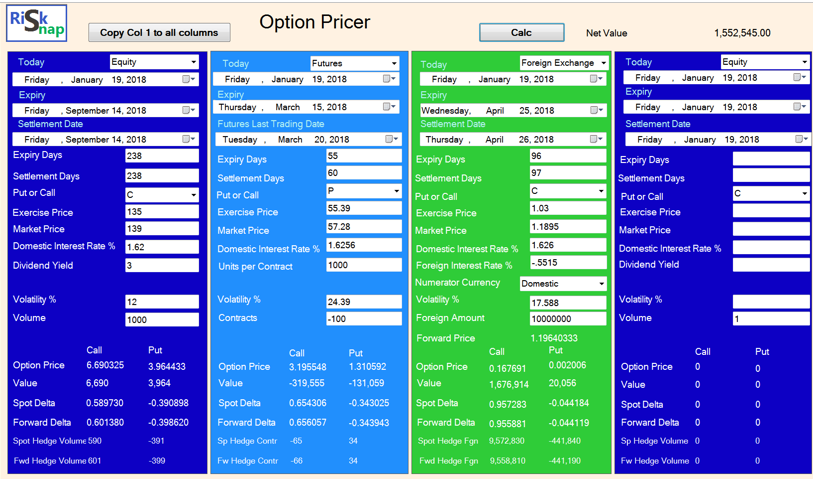 RiSk
Snap
Copy Col 1 to all columns
Option Pricer
Calc
Net Value
1,552,545.00
Today
Equity
Friday , January 19, 2018
Expiry
Friday , September 14, 2018
Settlement Date
Friday , September 14, 2018
Expiry Days
238
Settlement Days
238
Put or Call
C
Exercise Price
135
Market Price
139
Domestic Interest Rate %
1.62
Dividend Yield
3
Volatility %
12
Volume
1000
Call Put
Option Price 6.690325 3.964433
Value 6,690 3,964
Spot Delta 0.589730 -0.390898
Forward Delta 0.601380 -0.398620
Spot Hedge Volume 590 -391
Fwd Hedge Volume 601 -399
Today
Futures
Friday , January 19, 2018
Expiry
Thursday , March 15, 2018
Futures Last Trading Date
Tuesday , March 20, 2018
Expiry Days
55
Settlement Days
60
Put or Call
P
Exercise Price
55.39
Market Price
57.28
Domestic Interest Rate %
1.6256
Units per Contract
1000
Volatility %
24.39
Contracts
-100
Call Put
Option Price 3.195548 1.310592
Value -319,555 -131,059
Spot Delta 0.654306 -0.343025
Forward Delta 0.656057 -0.343943
Sp Hedge Contr -65 34
Fw Hedge Contr -66 34
Today
Foreign Exchange
Friday , January 19, 2018
Expiry
Wednesday, April 25, 2018
Settlement Date
Thursday , April 26, 2018
Expiry Days
96
Settlement Days
97
Put or Call
C
Exercise Price
1.03
Market Price
1.1895
Domestic Interest Rate %
1.626
Foreign Interest Rate %
-.5515
Numerator Currency
Domestic
Volatility %
17.588
Foreign Amount
10000000
Forward Price 1.19640333
Call Put
Option Price 0.167691 0.002006
Value 1,676,914 20,056
Spot Delta 0.957283 -0.044184
Forward Delta 0.955881 -0.044119
Spot Hedge Fgn 9,572,830 -441,840
Fwd Hedge Fgn 9,558,810 -441,190
Today
Equity
Friday , January 19, 2018
Expiry
Friday , January 19, 2018
Settlement Date
Friday , January 19, 2018
Expiry Days
Settlement Days
Put or Call
C
Exercise Price
Market Price
Domestic Interest Rate %
Dividend Yield
Volatility %
Volume
1
Call Put
Option Price 0 0
Value 0 0
Spot Delta 0 0
Forward Delta 0 0
Sp Hedge Volume 0 0
Fw Hedge Volume 0 0